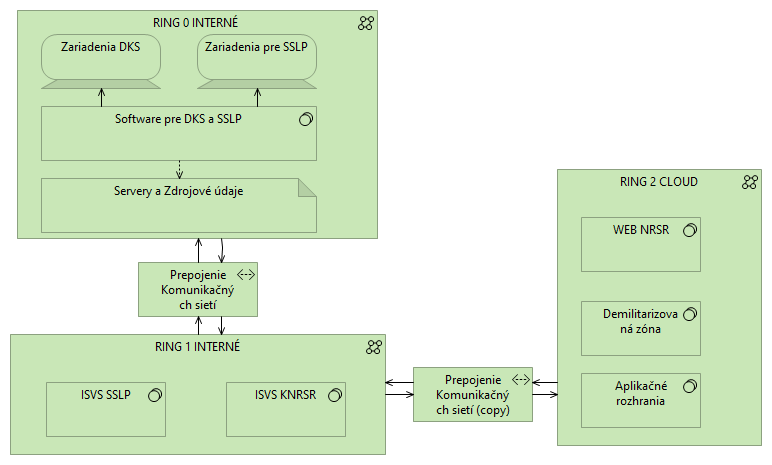 RING 0 INTERNÉ
Zariadenia DKS
Zariadenia pre SSLP
Software pre DKS a SSLP
Servery a Zdrojové údaje
Prepojenie
Komunikačný
ch sietí
RING 1 INTERNÉ
ISVS SSLP
ISVS KNRSR
Prepojenie
Komunikačný
ch sietí (copy)
RING 2 CLOUD
WEB NRSR
Demilitarizova
ná zóna
Aplikačné
rozhrania